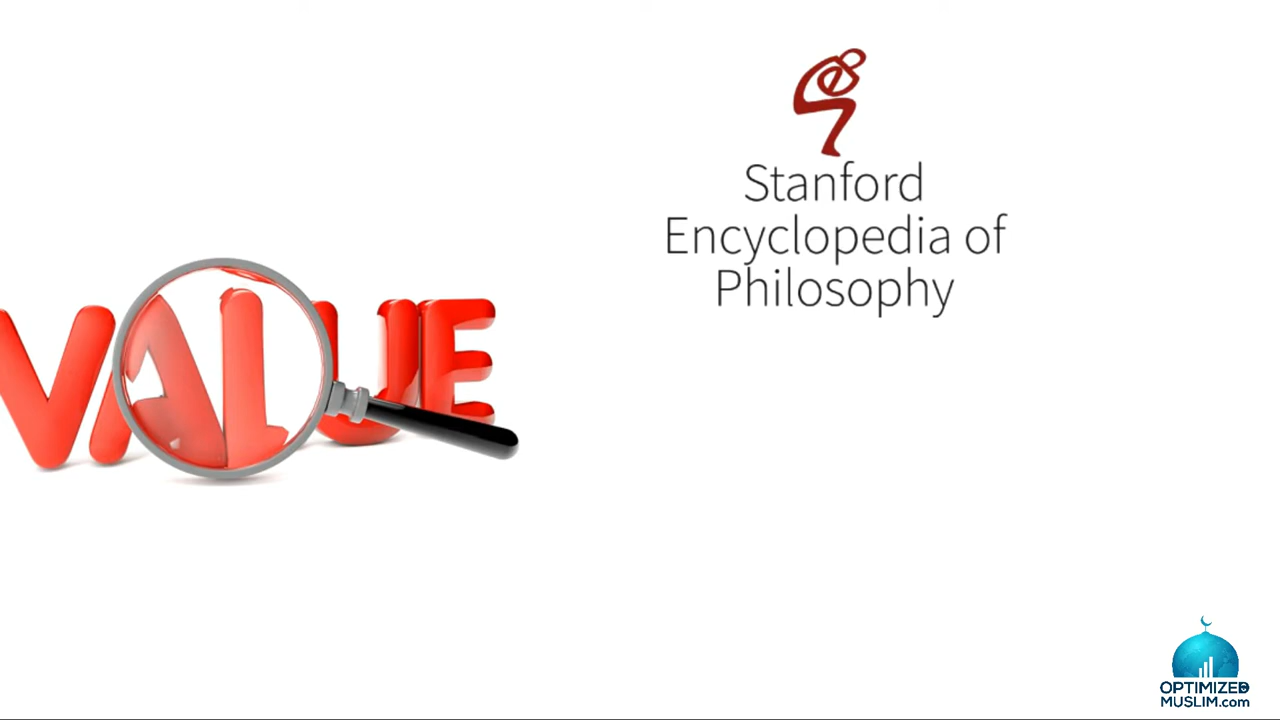 VALUE
Stanford
Encyclopedia of
Philosophy
OPTIMIZED
MUSLIM.com